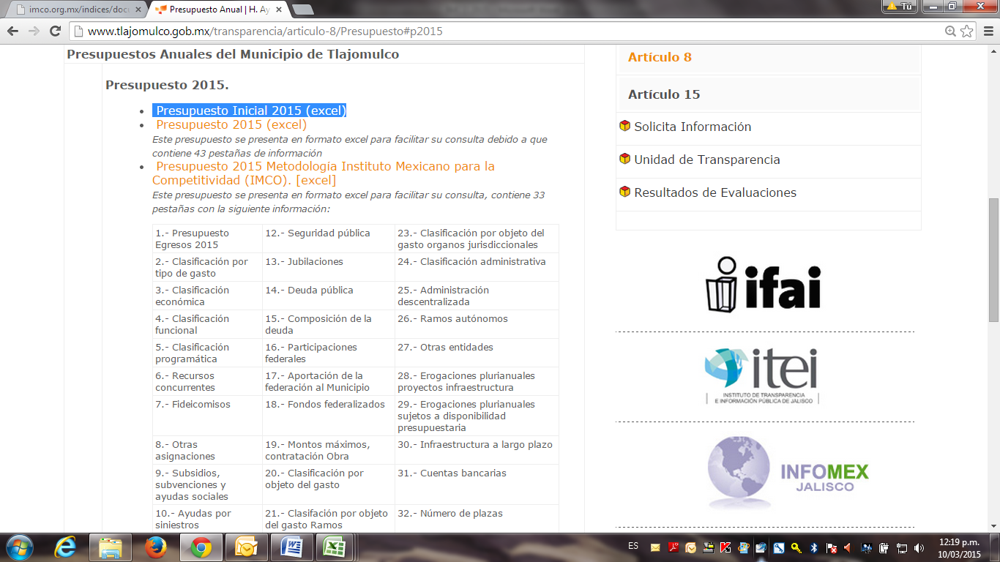 imco.org.mx/indices/docu
Presupuesto Anual | H. Ay
Tú
www.tlajomulco.gob.mx/transparencia/articulo-8/Presupuesto#p2015
Presupuestos Anuales del Municipio de Tlajomulco
Presupuesto 2015.
Presupuesto Inicial 2015 (excel)
Presupuesto 2015 (excel)
Este presupuesto se presenta en formato excel para facilitar su consulta debido a que
contiene 43 pestañas de información
Presupuesto 2015 Metodología Instituto Mexicano para la
Competitividad (IMCO). [excel]
Este presupuesto se presenta en formato excel para facilitar su consulta, contiene 33
pestañas con la siguiente información:
1.- Presupuesto
Egresos 2015
12.- Seguridad pública
23.- Clasificación por objeto del
gasto organos jurisdiccionales
2.- Clasificación por
tipo de gasto
13.- Jubilaciones
24.- Clasificación administrativa
3.- Clasificación
económica
14.- Deuda pública
25.- Administración
descentralizada
4.- Clasificación
funcional
15.- Composición de la
deuda
26.- Ramos autónomos
5.- Clasificación
programática
16.- Participaciones
federales
27.- Otras entidades
6.- Recursos
concurrentes
17.- Aportación de la
federación al Municipio
28.- Erogaciones plurianuales
proyectos infraestructura
7.- Fideicomisos
18.- Fondos federalizados
29.- Erogaciones plurianuales
sujetos a disponibilidad
presupuestaria
8.- Otras
asignaciones
19.- Montos máximos,
contratación Obra
30.- Infraestructura a largo plazo
9.- Subsidios,
subvenciones y
ayudas sociales
20.- Clasificación por
objeto del gasto
31.- Cuentas bancarias
10.- Ayudas por
siniestros
21.- Clasifación por objeto
del gasto Ramos
32.- Número de plazas
Artículo 8
Artículo 15
Solicita Información
Unidad de Transparencia
Resultados de Evaluaciones
ifai
itei
INSTITUTO DE TRANSPARENCIA
E INFORMACIÓN PÚBLICA DE JALISCO
INFOMEX
JALISCO
ES
12:19 p.m.
10/03/2015